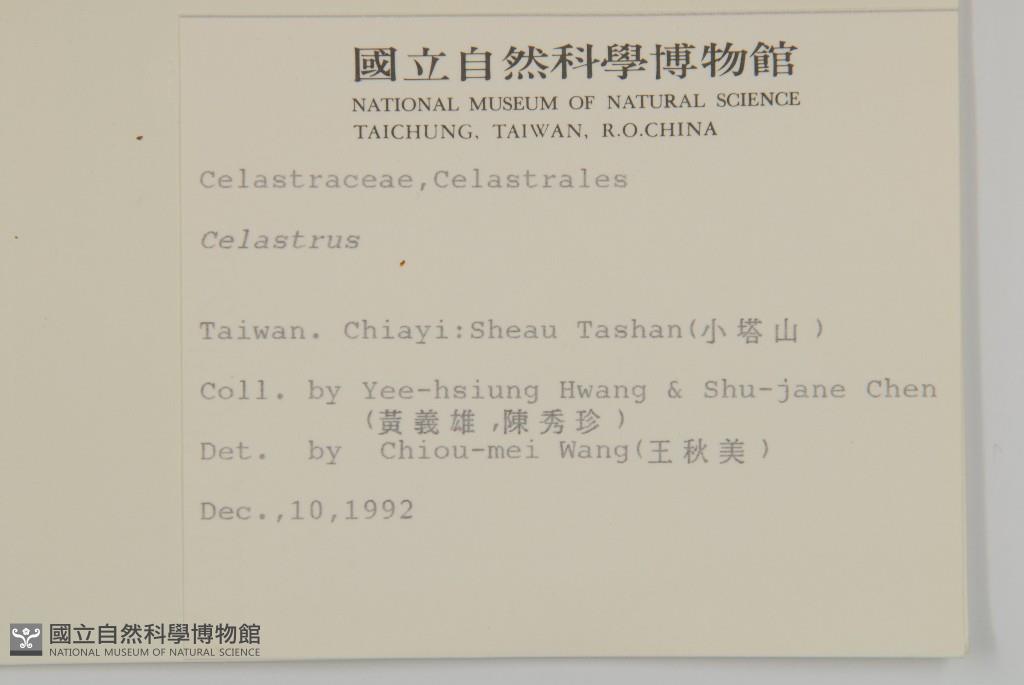 國立自然科學博物館
NATIONAL MUSEUM OF NATURAL SCIENCE
TAICHUNG, TAIWAN, R.O.CHINA
Celastraceae,Celastrales
Celastrus
Taiwan. Chiayi:Sheau Tashan(小塔山)
Coll. by Yee-hsiung Hwang & Shu-jane Chen
(黃義雄,陳秀珍)
Det. by Chiou-mei Wang(王秋美)
Dec.,10,1992
國立自然科學博物館
NATIONAL MUSEUM OF NATURAL SCIENCE